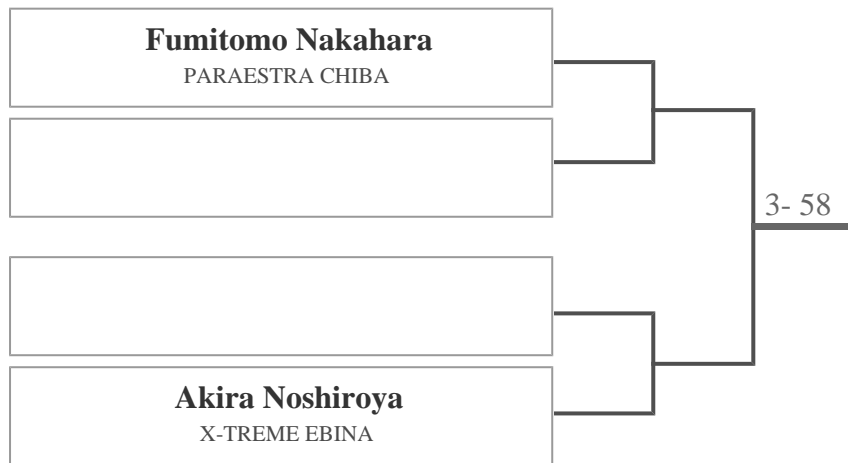 Fumitomo Nakahara
PARAESTRA CHIBA
3- 58
Akira Noshiroya
X-TREME EBINA